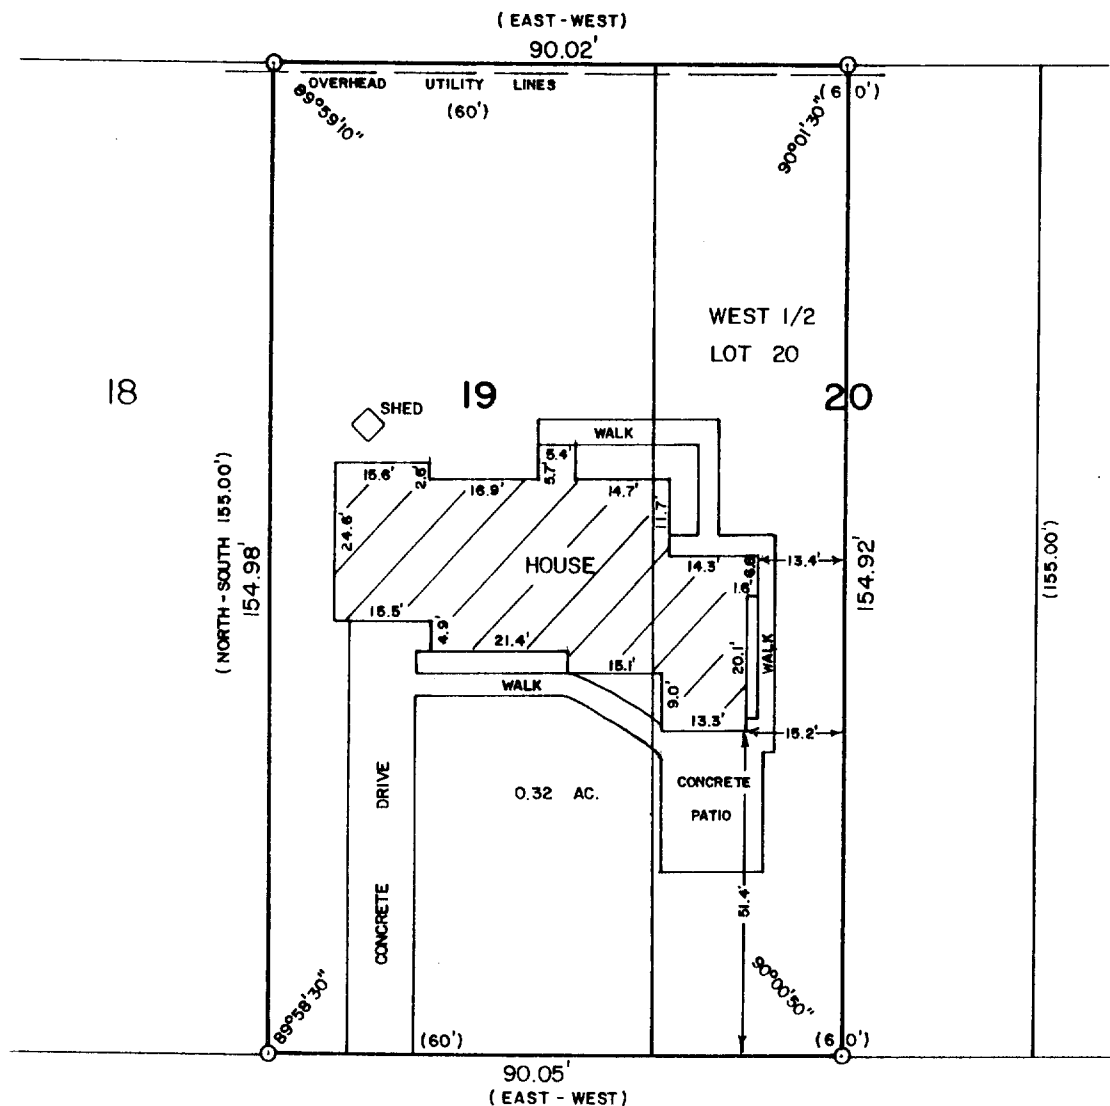 (EAST-WEST)
90.02'
OVERHEAD UTILITY LINES
(60')
(60')
89°59'10"
90°01'30"
WEST 1/2
LOT 20
18
19
20
SHED
WALK
5.4'
5.7'
15.6'
2.6'
16.9'
14.7'
11.7'
24.6'
HOUSE
14.3'
6.8'
13.4'
1.8'
(NORTH-SOUTH 155.00')
154.98'
154.92'
(155.00')
15.5'
4.9'
21.4'
15.1'
20.1'
WALK
WALK
9.0'
13.3'
15.2'
CONCRETE
PATIO
0.32 AC.
CONCRETE DRIVE
51.4'
89°58'30"
90°00'50"
(60')
(60')
90.05'
(EAST - WEST)